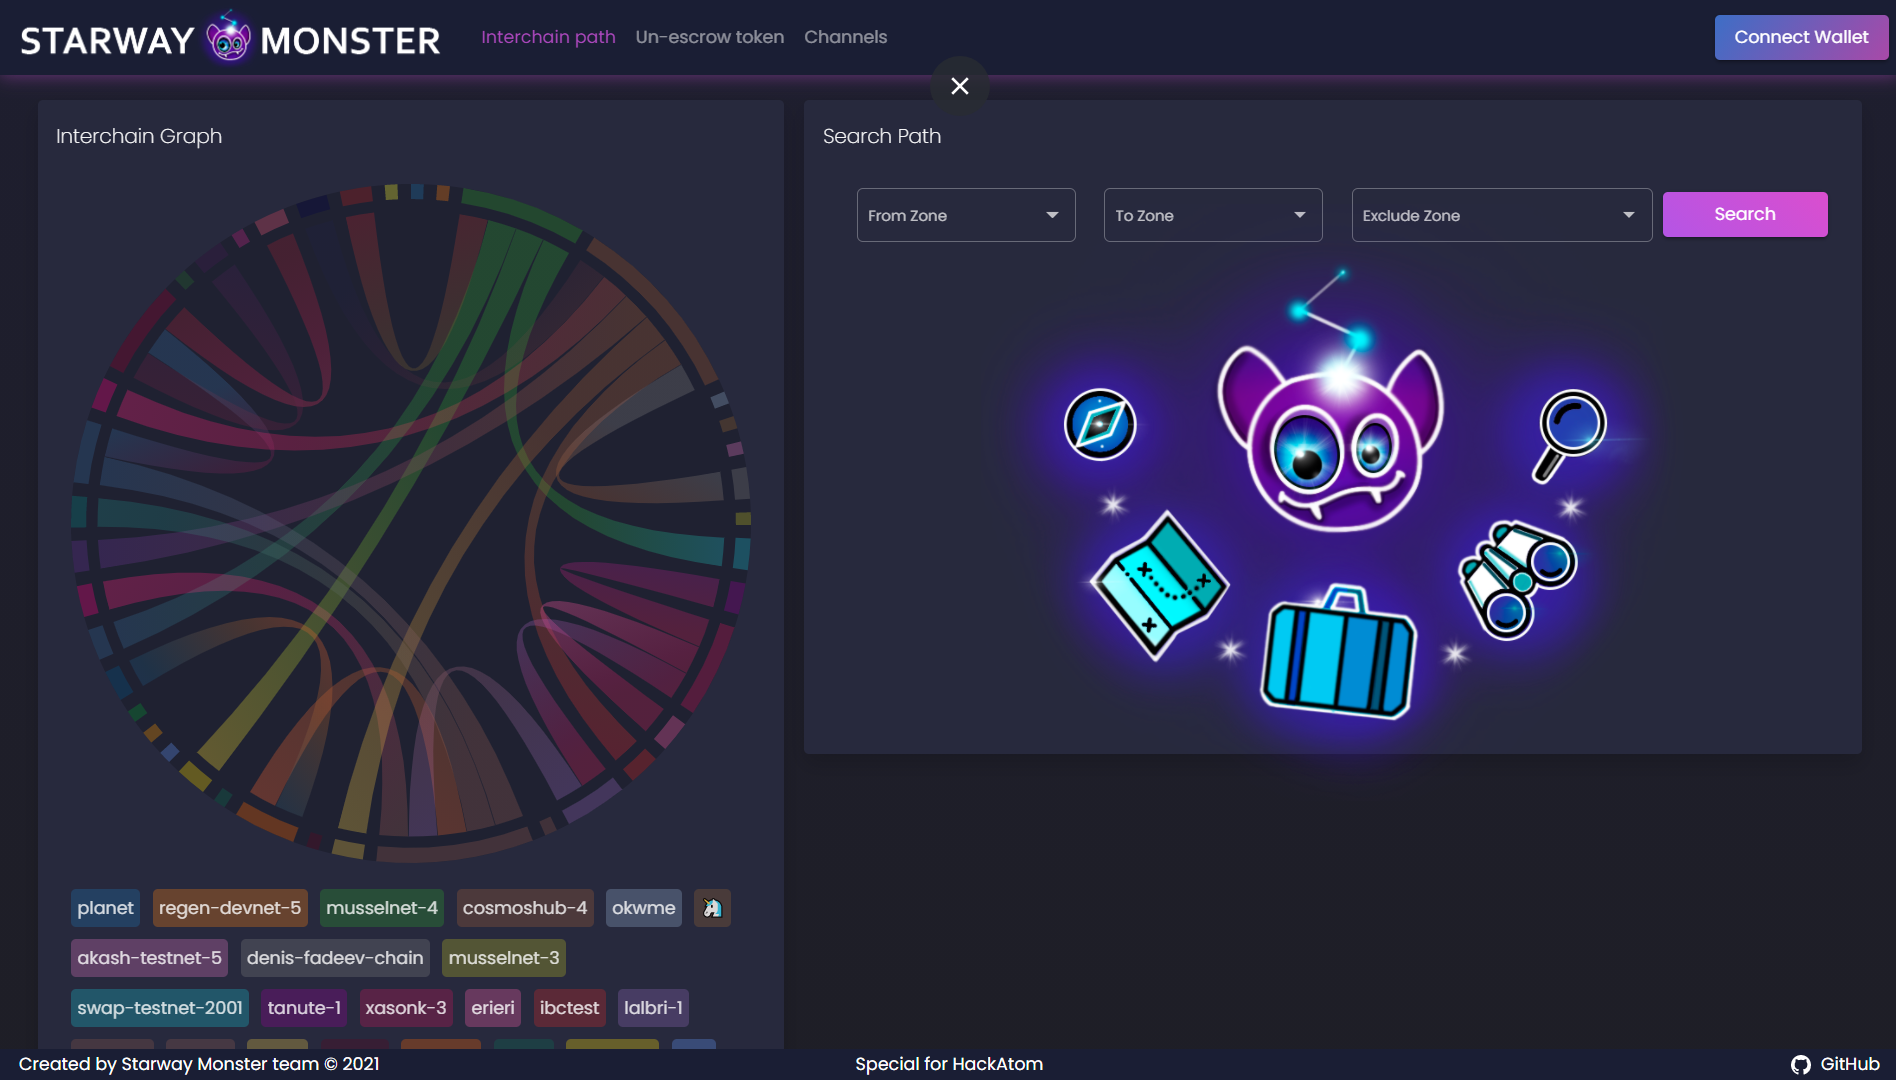 STARWAY MONSTER
Interchain path
Un-escrow token
Channels
Connect Wallet
Interchain Graph
Search Path
From Zone
To Zone
Exclude Zone
Search
planet
regen-devnet-5
musselnet-4
cosmoshub-4
okwme
akash-testnet-5
denis-fadeev-chain
musselnet-3
swap-testnet-2001
tanute-1
xasonk-3
erieri
ibctest
lalbri-1
Created by Starway Monster team © 2021
Special for HackAtom
GitHub